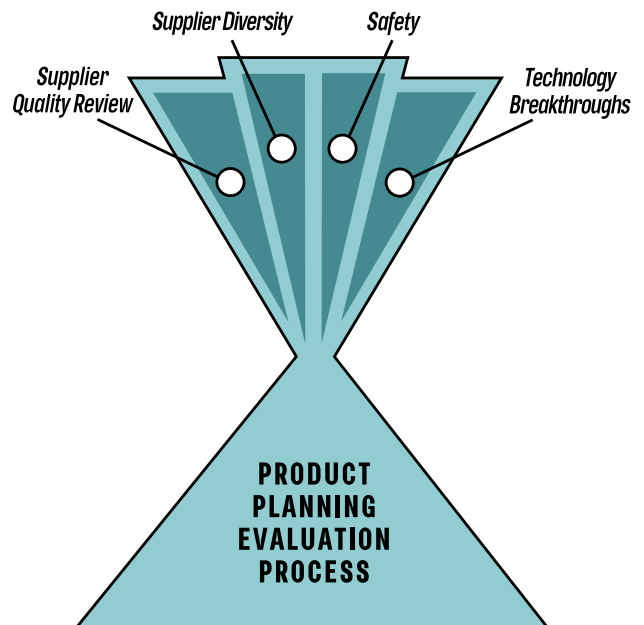 Supplier Diversity
Safety
Supplier
Quality Review
Technology
Breakthroughs
PRODUCT
PLANNING
EVALUATION
PROCESS